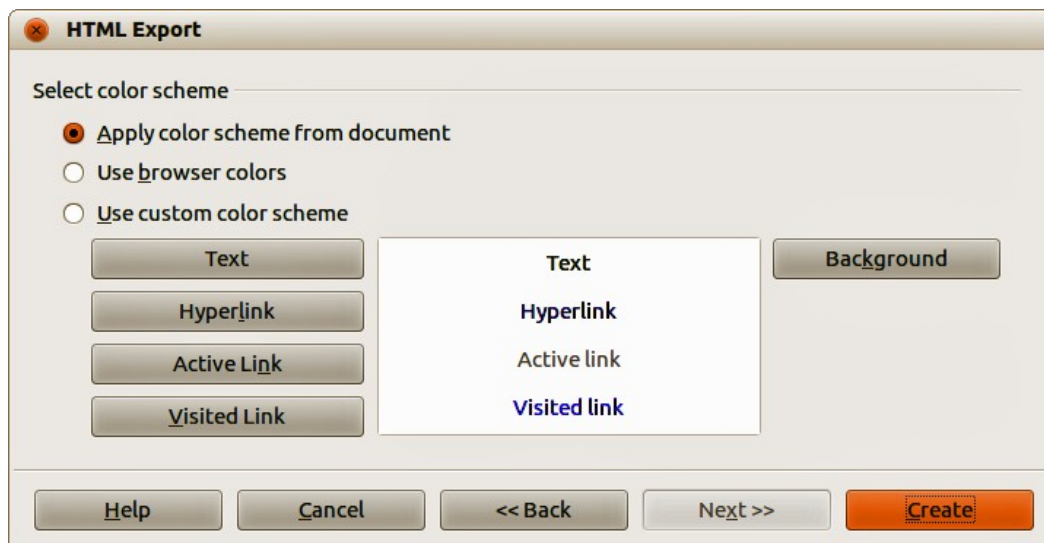 HTML Export
Select color scheme
Apply color scheme from document
Use browser colors
Use custom color scheme
Text Text Background
Hyperlink Hyperlink
Active Link Active link
Visited Link Visited link
Help Cancel << Back Next >> Create